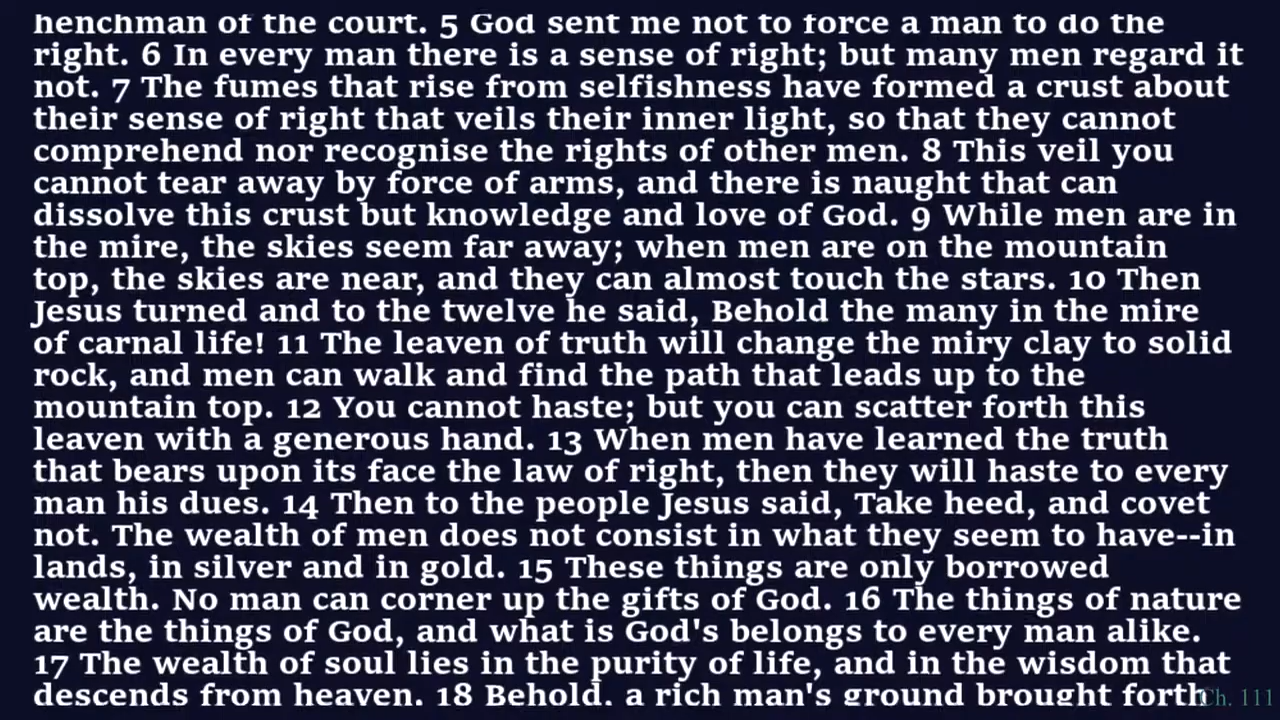 henchman of the court. 5 God sent me not to force a man to do the
right. 6 In every man there is a sense of right; but many men regard it
not. 7 The fumes that rise from selfishness have formed a crust about
their sense of right that veils their inner light, so that they cannot
comprehend nor recognise the rights of other men. 8 This veil you
cannot tear away by force of arms, and there is naught that can
dissolve this crust but knowledge and love of God. 9 While men are in
the mire, the skies seem far away; when men are on the mountain
top, the skies are near, and they can almost touch the stars. 10 Then
Jesus turned and to the twelve he said, Behold the many in the mire
of carnal life! 11 The leaven of truth will change the miry clay to solid
rock, and men can walk and find the path that leads up to the
mountain top. 12 You cannot haste; but you can scatter forth this
leaven with a generous hand. 13 When men have learned the truth
that bears upon its face the law of right, then they will haste to every
man his dues. 14 Then to the people Jesus said, Take heed, and covet
not. The wealth of men does not consist in what they seem to have--in
lands, in silver and in gold. 15 These things are only borrowed
wealth. No man can corner up the gifts of God. 16 The things of nature
are the things of God, and what is God's belongs to every man alike.
17 The wealth of soul lies in the purity of life, and in the wisdom that
descends from heaven. 18 Behold, a rich man's ground brought forth
Ch. 111